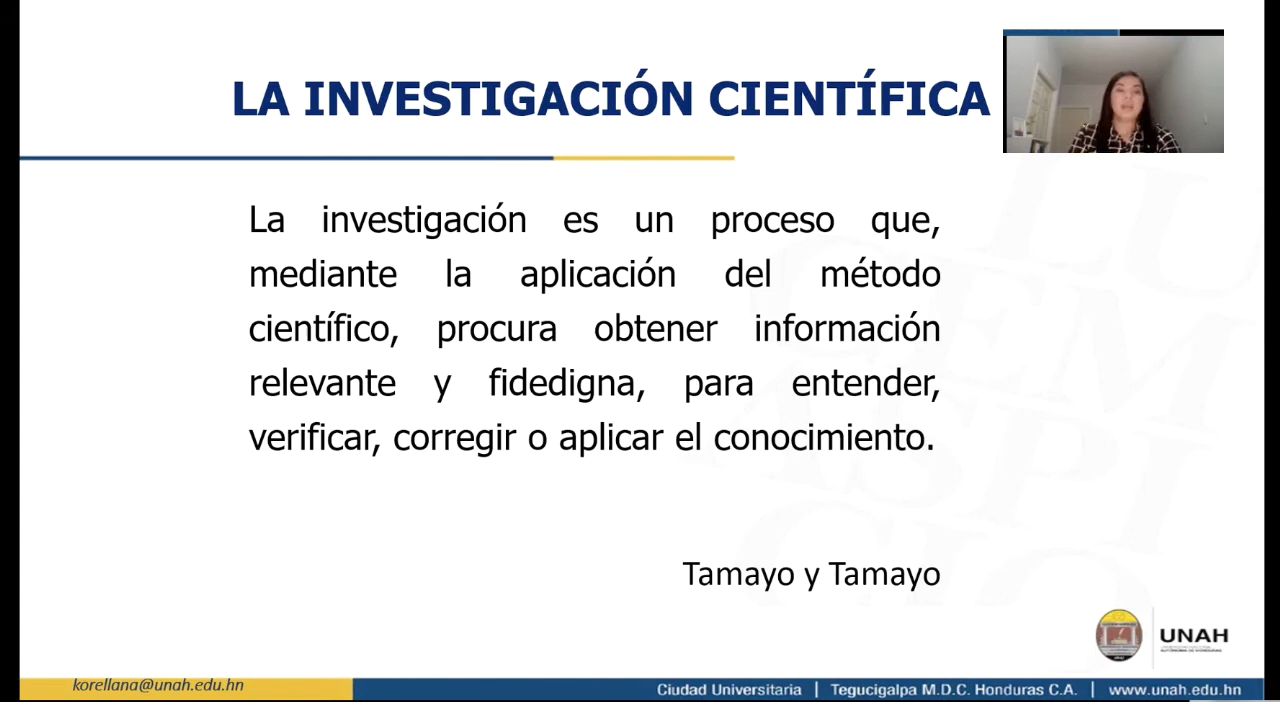 LA INVESTIGACIÓN CIENTÍFICA
La investigación es un proceso que,
mediante la aplicación del método
científico, procura obtener información
relevante y fidedigna, para entender,
verificar, corregir o aplicar el conocimiento.
Tamayo y Tamayo
UNAH
korellana@unah.edu.hn
Ciudad Universitaria | Tegucigalpa M.D.C. Honduras C.A. | www.unah.edu.hn